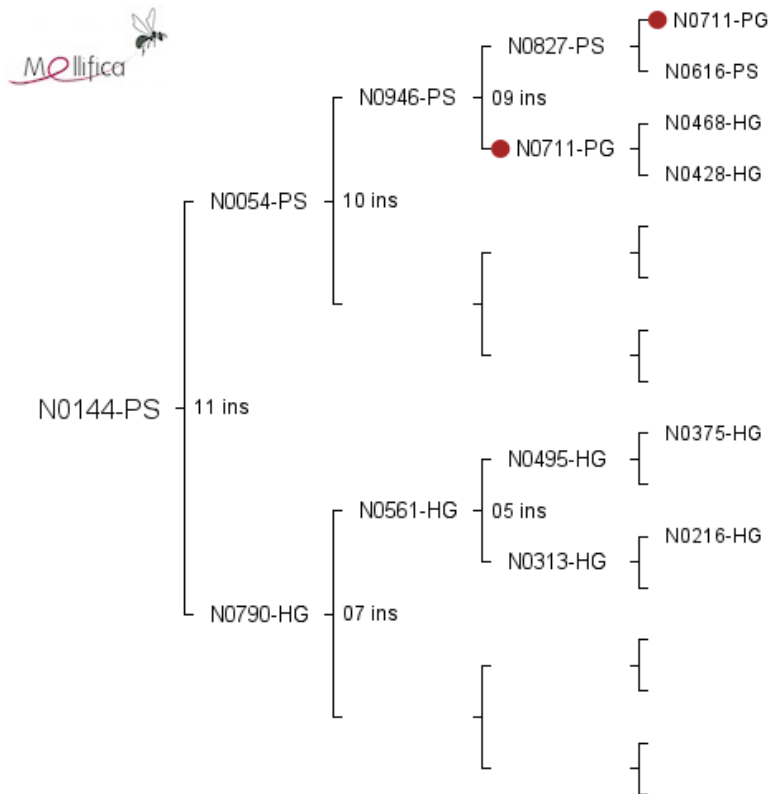 Mellifica
N0711-PG
N0827-PS
N0616-PS
N0946-PS
09 ins
N0468-HG
N0711-PG
N0428-HG
N0054-PS
10 ins
N0144-PS
11 ins
N0375-HG
N0495-HG
N0561-HG
05 ins
N0216-HG
N0313-HG
N0790-HG
07 ins